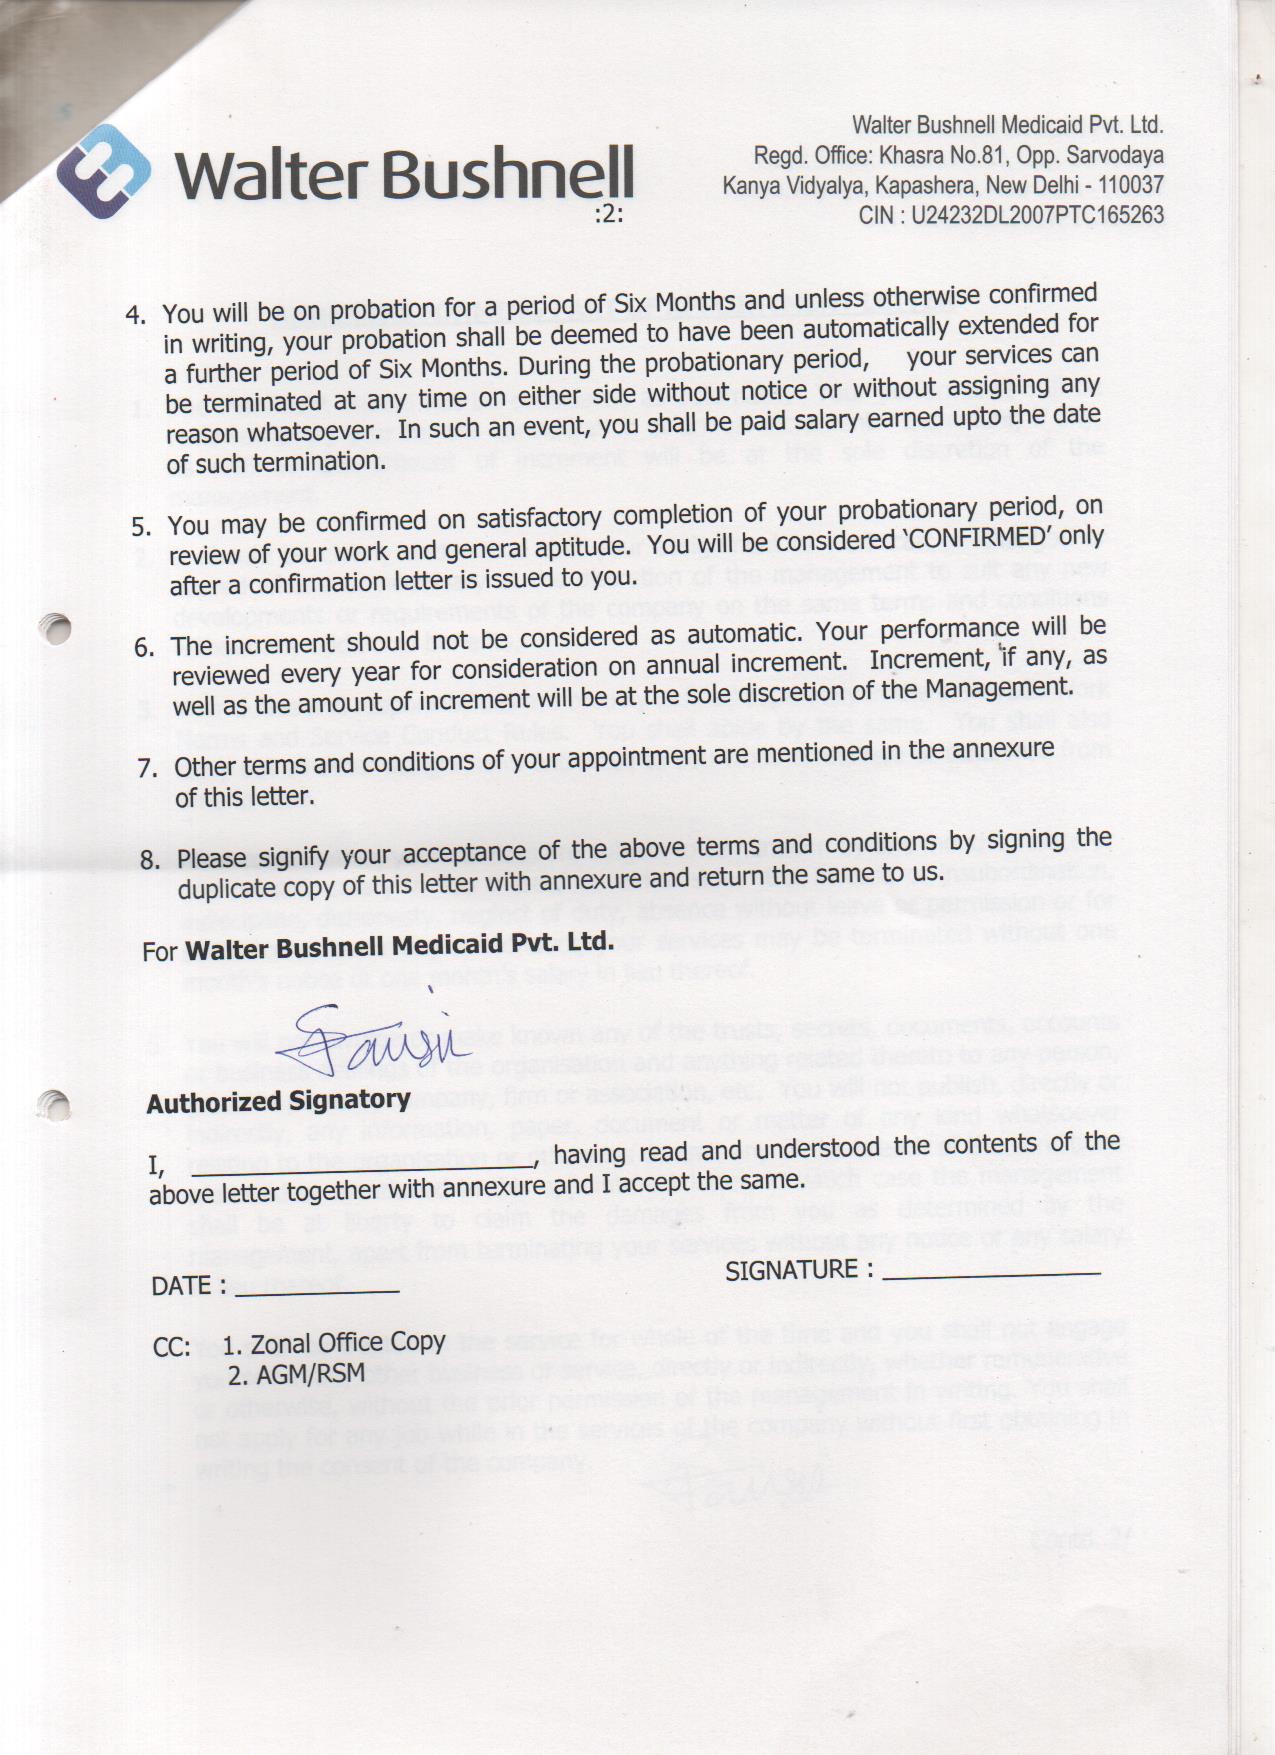 Walter Bushnell
:2:
Walter Bushnell Medicaid Pvt. Ltd.
Regd. Office: Khasra No.81, Opp. Sarvodaya
Kanya Vidyalya, Kapashera, New Delhi - 110037
CIN : U24232DL2007PTC165263
4. You will be on probation for a period of Six Months and unless otherwise confirmed
in writing, your probation shall be deemed to have been automatically extended for
a further period of Six Months. During the probationary period, your services can
be terminated at any time on either side without notice or without assigning any
reason whatsoever. In such an event, you shall be paid salary earned upto the date
of such termination.
5. You may be confirmed on satisfactory completion of your probationary period, on
review of your work and general aptitude. You will be considered ‘CONFIRMED’ only
after a confirmation letter is issued to you.
6. The increment should not be considered as automatic. Your performance will be
reviewed every year for consideration on annual increment. Increment, if any, as
well as the amount of increment will be at the sole discretion of the Management.
7. Other terms and conditions of your appointment are mentioned in the annexure
of this letter.
8. Please signify your acceptance of the above terms and conditions by signing the
duplicate copy of this letter with annexure and return the same to us.
For Walter Bushnell Medicaid Pvt. Ltd.
Authorized Signatory
I, ______________________, having read and understood the contents of the
above letter together with annexure and I accept the same.
DATE : ____________
SIGNATURE : ________________
CC: 1. Zonal Office Copy
2. AGM/RSM